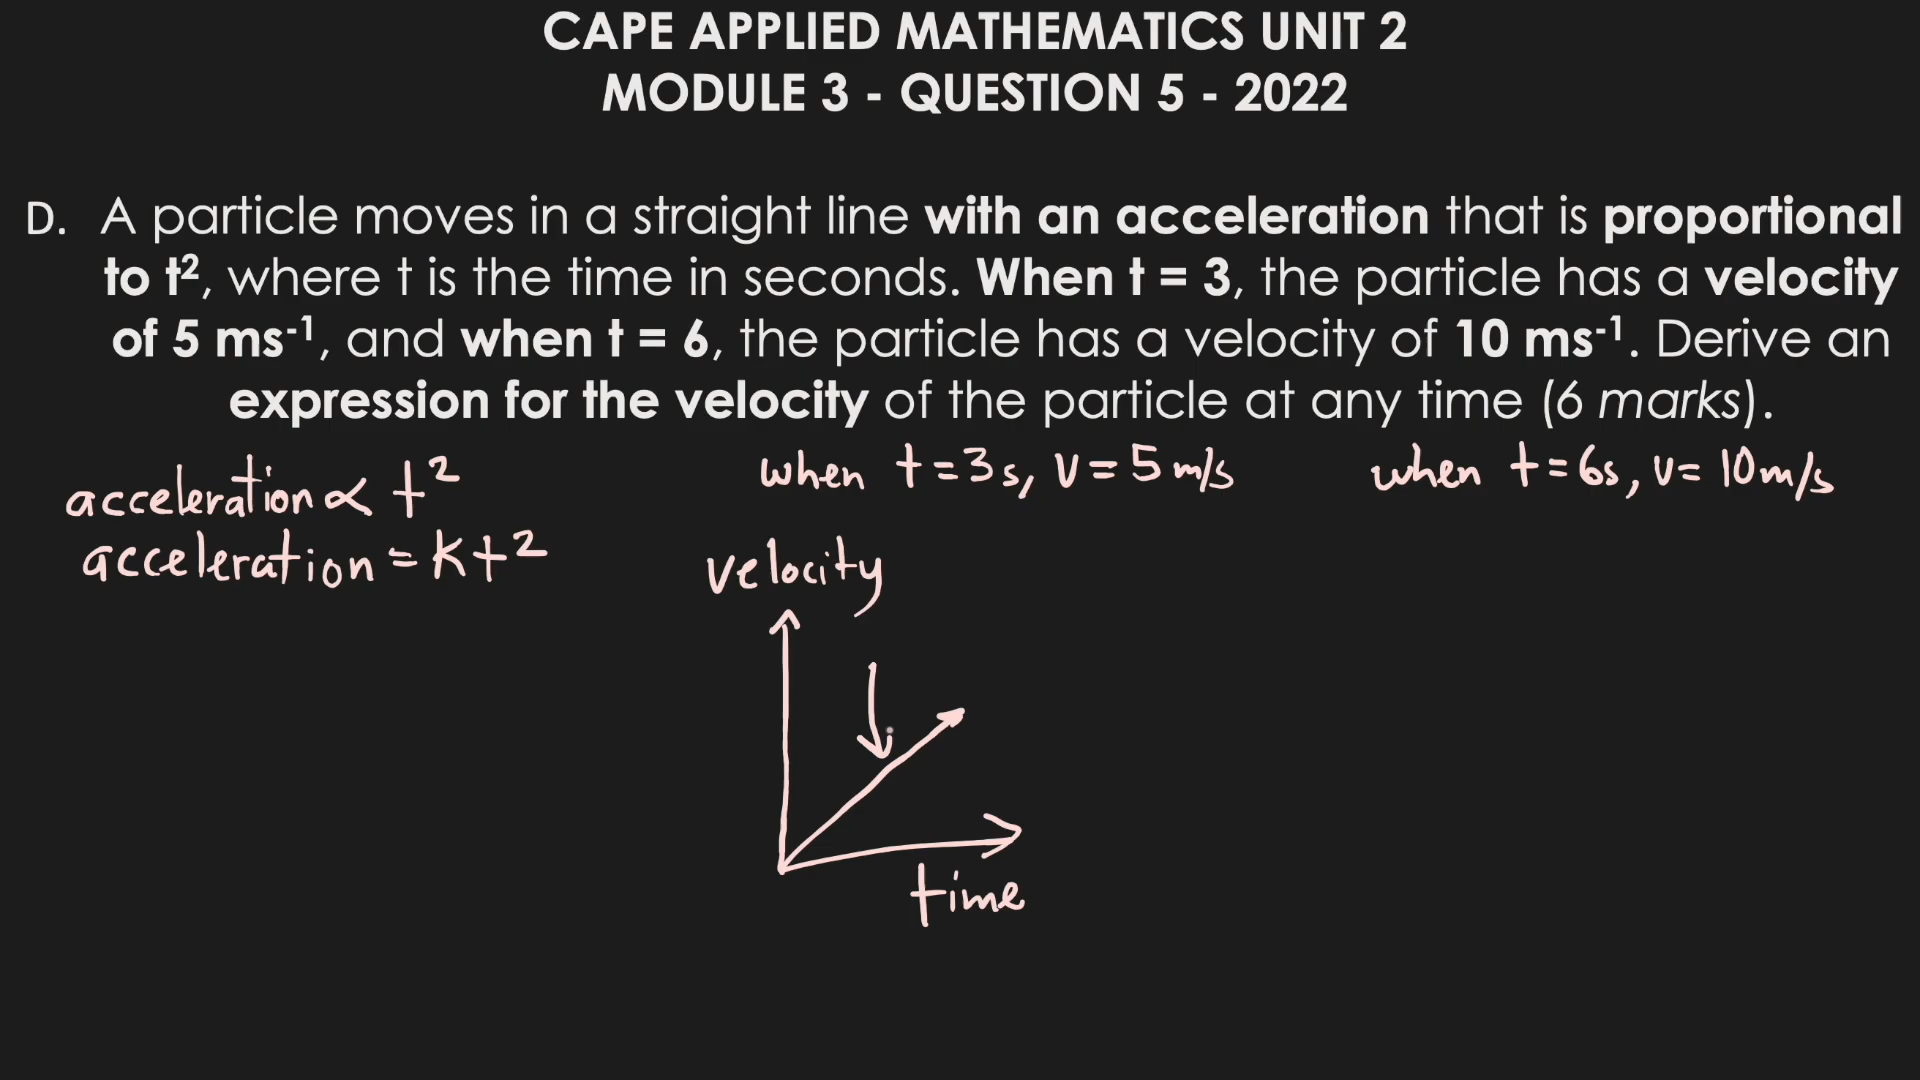 CAPE APPLIED MATHEMATICS UNIT 2
MODULE 3 - QUESTION 5 - 2022
D. A particle moves in a straight line with an acceleration that is proportional
to t², where t is the time in seconds. When t = 3, the particle has a velocity
of 5 ms⁻¹, and when t = 6, the particle has a velocity of 10 ms⁻¹. Derive an
expression for the velocity of the particle at any time (6 marks).
acceleration ∝ t²
when t = 3s, v = 5 m/s
when t = 6s, v = 10 m/s
acceleration = kt²
velocity
time